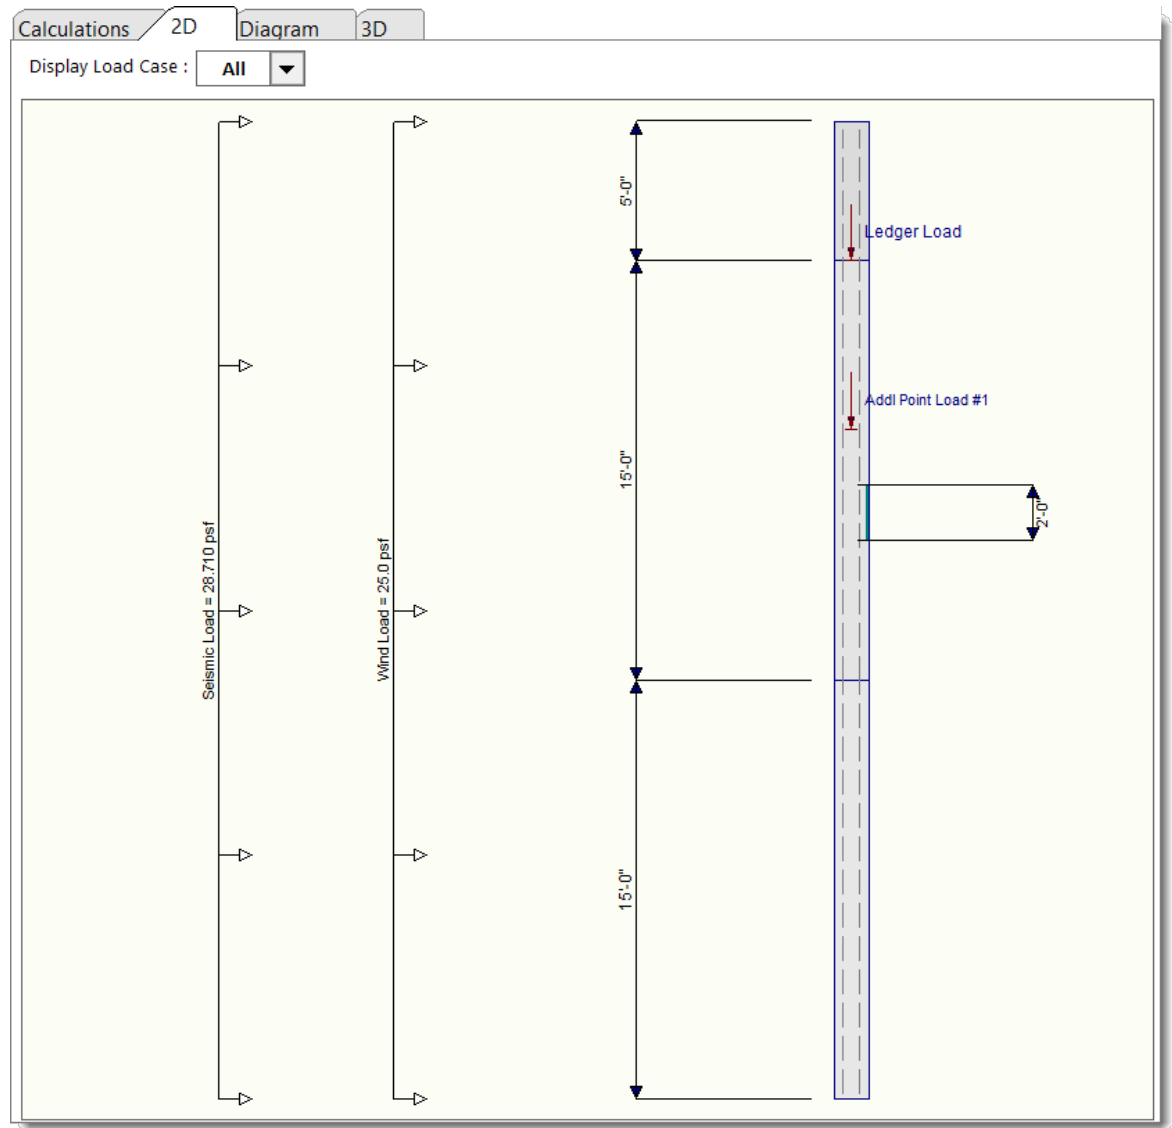 Calculations
2D
Diagram
3D
Display Load Case :
All
5'-0"
Ledger Load
Addl Point Load #1
15'-0"
2'-0"
Seismic Load = 28.710 psf
Wind Load = 25.0 psf
15'-0"